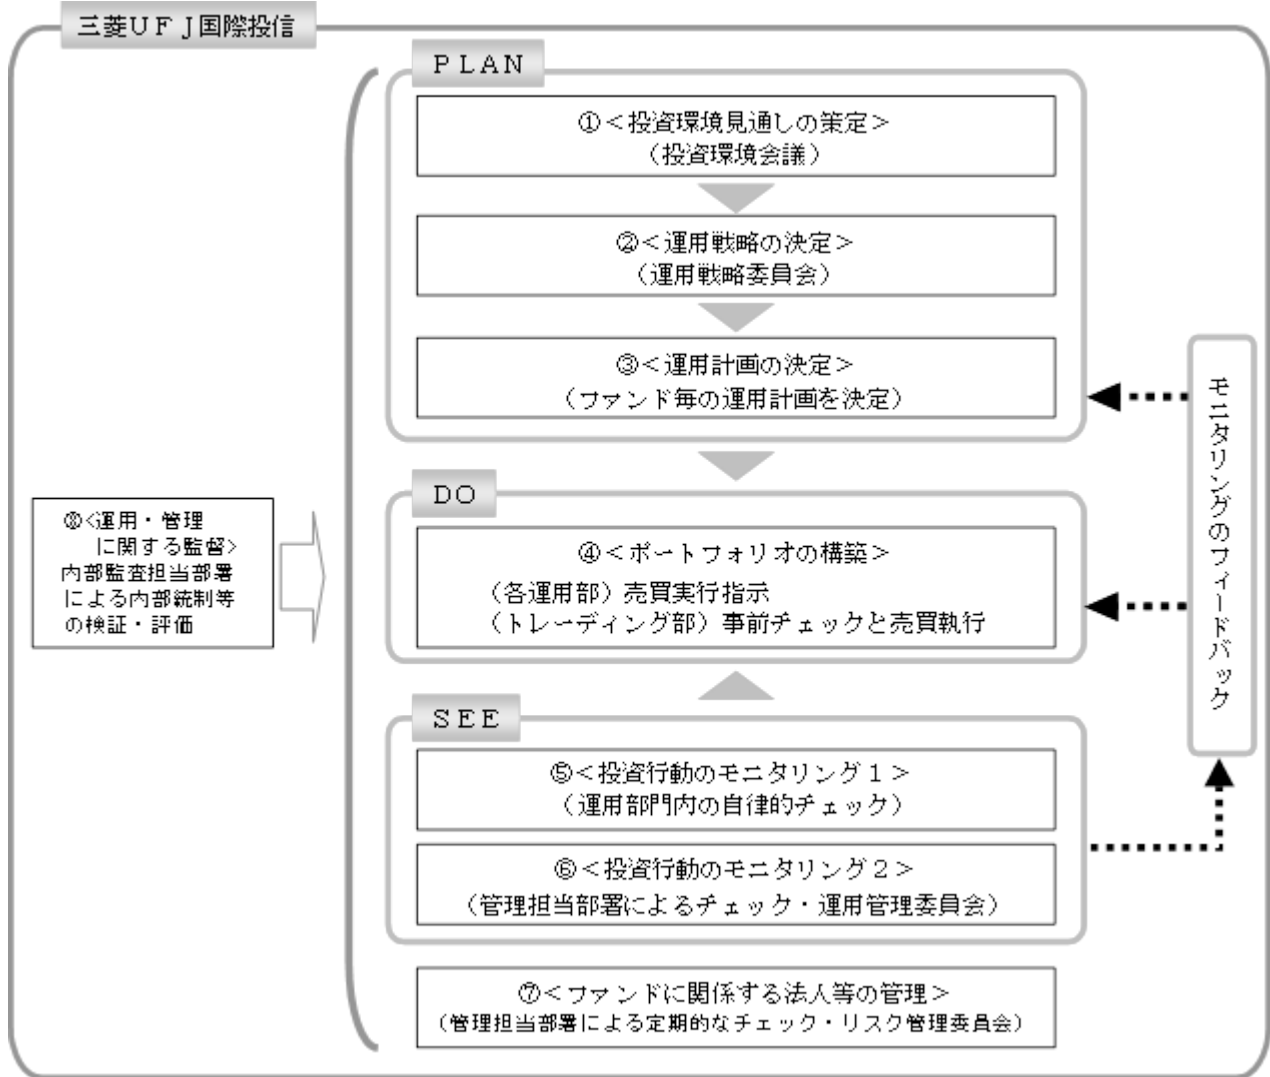 三菱ＵＦＪ国際投信
ＰＬＡＮ
①＜投資環境見通しの策定＞
（投資環境会議）
②＜運用戦略の決定＞
（運用戦略委員会）
③＜運用計画の決定＞
（ファンド毎の運用計画を決定）
ＤＯ
④＜ポートフォリオの構築＞
（各運用部）売買実行指示
（トレーディング部）事前チェックと売買執行
ＳＥＥ
⑤＜投資行動のモニタリング１＞
（運用部門内の自律的チェック）
⑥＜投資行動のモニタリング２＞
（管理担当部署によるチェック・運用管理委員会）
⑦＜ファンドに関係する法人等の管理＞
（管理担当部署による定期的なチェック・リスク管理委員会）
⑧<運用・管理
に関する監督>
内部監査担当部署
による内部統制等
の検証・評価
モニタリングのフィードバック